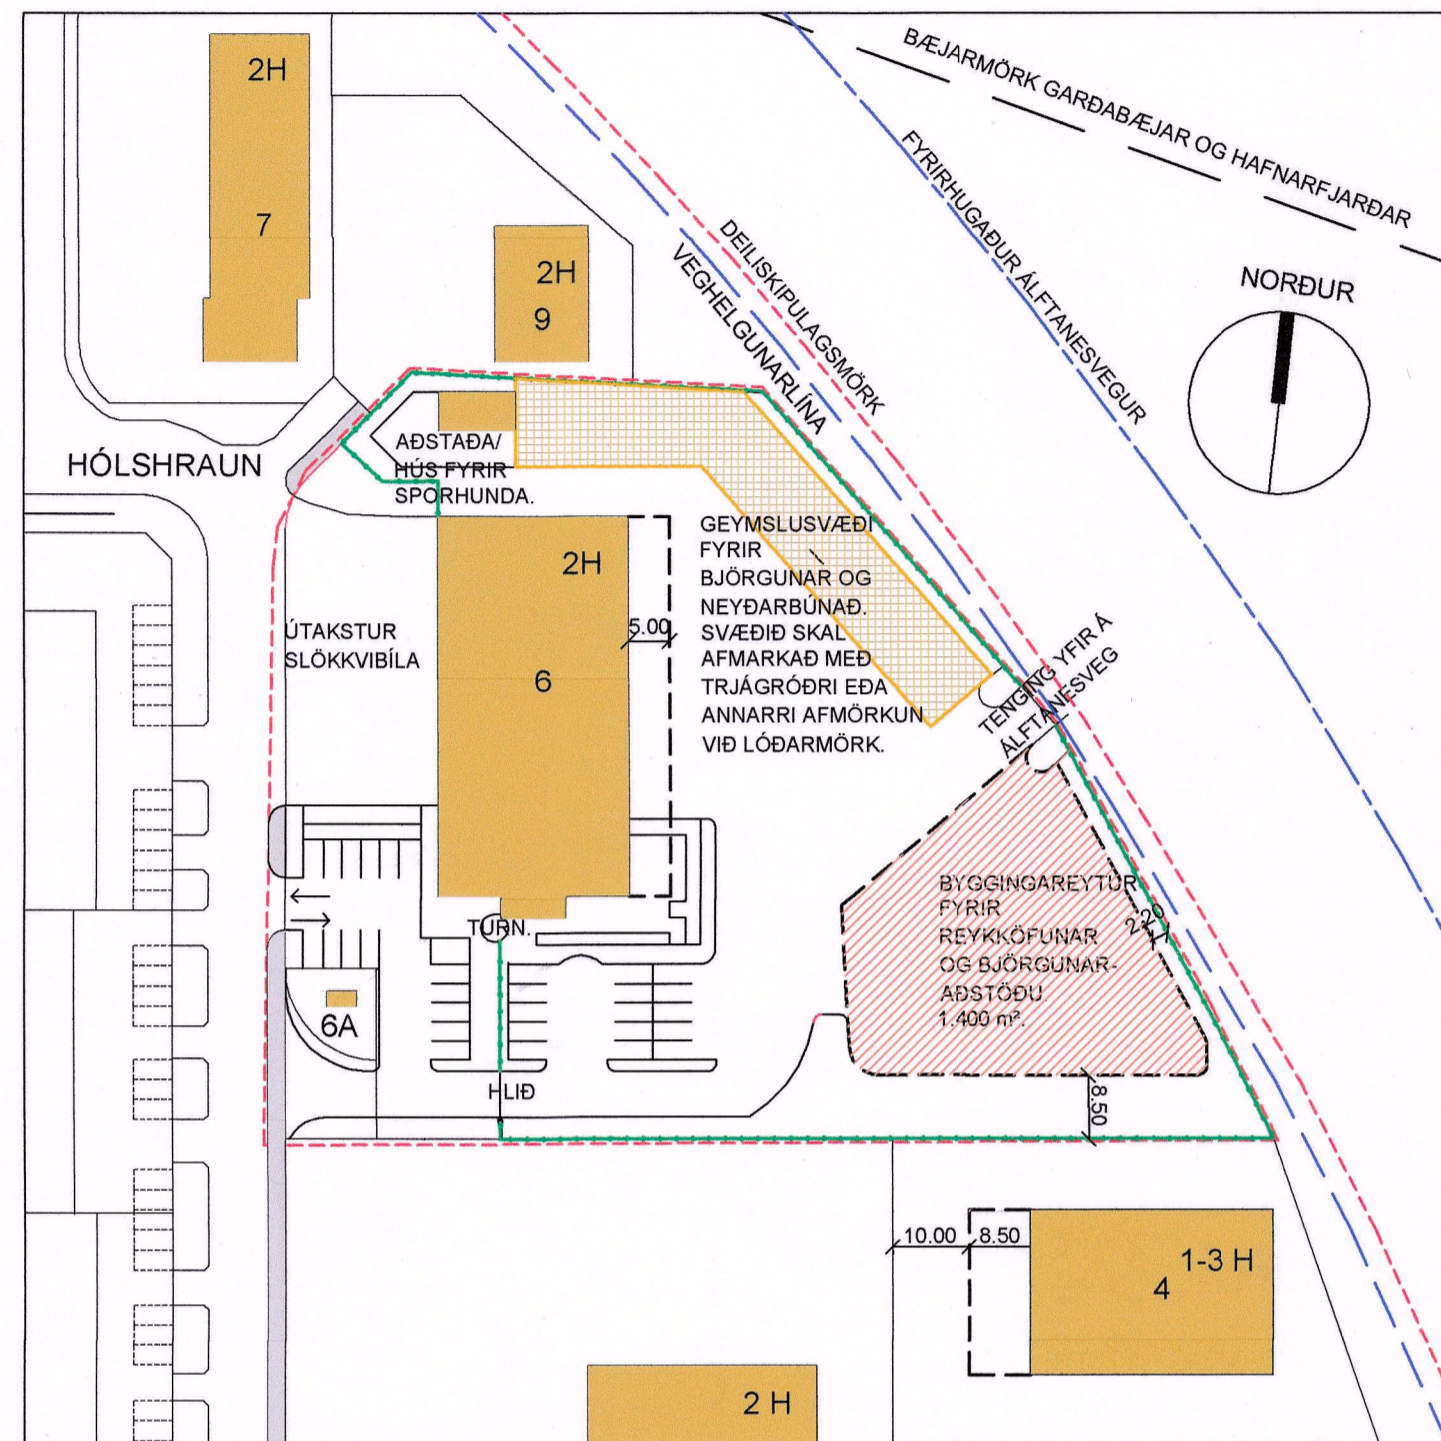 BÆJARMÖRK GARÐABÆJAR OG HAFNARFJARÐAR
2H
7
FYRIRHUGAÐUR ÁLFTANESVEGUR
DEILISKIPULAGSMÖRK
VEGHELGUNARLÍNA
NORÐUR
2H
9
HÓLSHRAUN
AÐSTAÐA/
HÚS FYRIR
SPORHUNDA.
GEYMSLUSVÆÐI
FYRIR
BJÖRGUNAR OG
NEYÐARBÚNAÐ.
SVÆÐIÐ SKAL
AFMARKAÐ MEÐ
TRJÁGRÓÐRI EÐA
ANNARRI AFMÖRKUN
VIÐ LÓÐARMÖRK.
2H
6
5.00
ÚTAKSTUR
SLÖKKVIBÍLA
TENGING YFIR Á
ÁLFTANESVEG
BYGGINGAREYTUR
FYRIR
REYKKÖFUNAR
OG BJÖRGUNAR-
AÐSTÖÐU
1.400 m².
2.20
TURN.
6A
HLIÐ
8.50
10.00
8.50
1-3 H
4
2 H